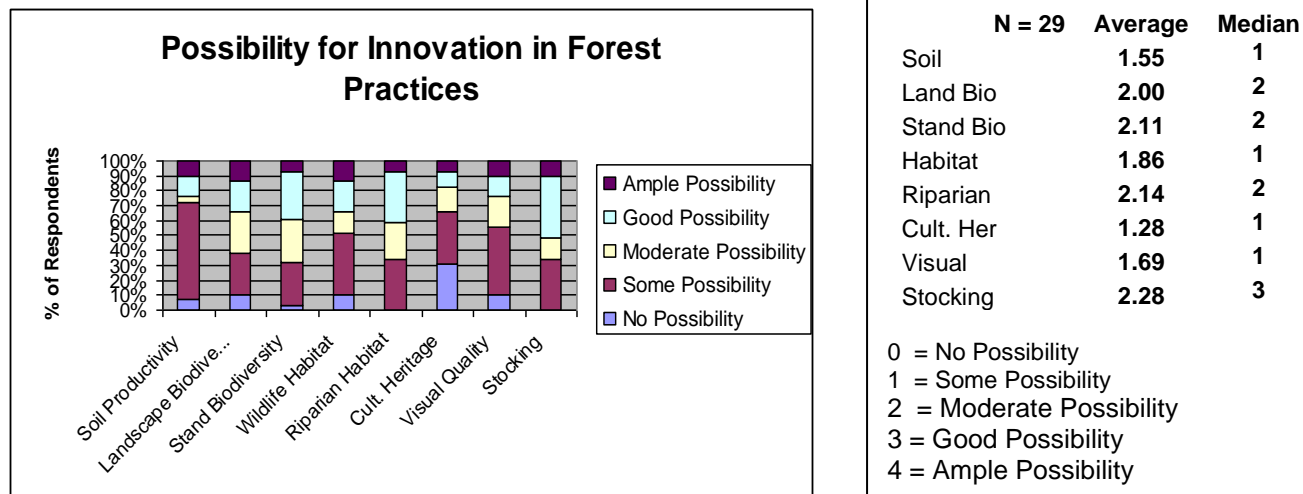 Possibility for Innovation in Forest
Practices
% of Respondents
100%
90%
80%
70%
60%
50%
40%
30%
20%
10%
0%
Soil Productivity
Landscape Biodive...
Stand Biodiversity
Wildlife Habitat
Riparian Habitat
Cult. Heritage
Visual Quality
Stocking
Ample Possibility
Good Possibility
Moderate Possibility
Some Possibility
No Possibility
N = 29 Average Median
Soil 1.55 1
Land Bio 2.00 2
Stand Bio 2.11 2
Habitat 1.86 1
Riparian 2.14 2
Cult. Her 1.28 1
Visual 1.69 1
Stocking 2.28 3
0 = No Possibility
1 = Some Possibility
2 = Moderate Possibility
3 = Good Possibility
4 = Ample Possibility